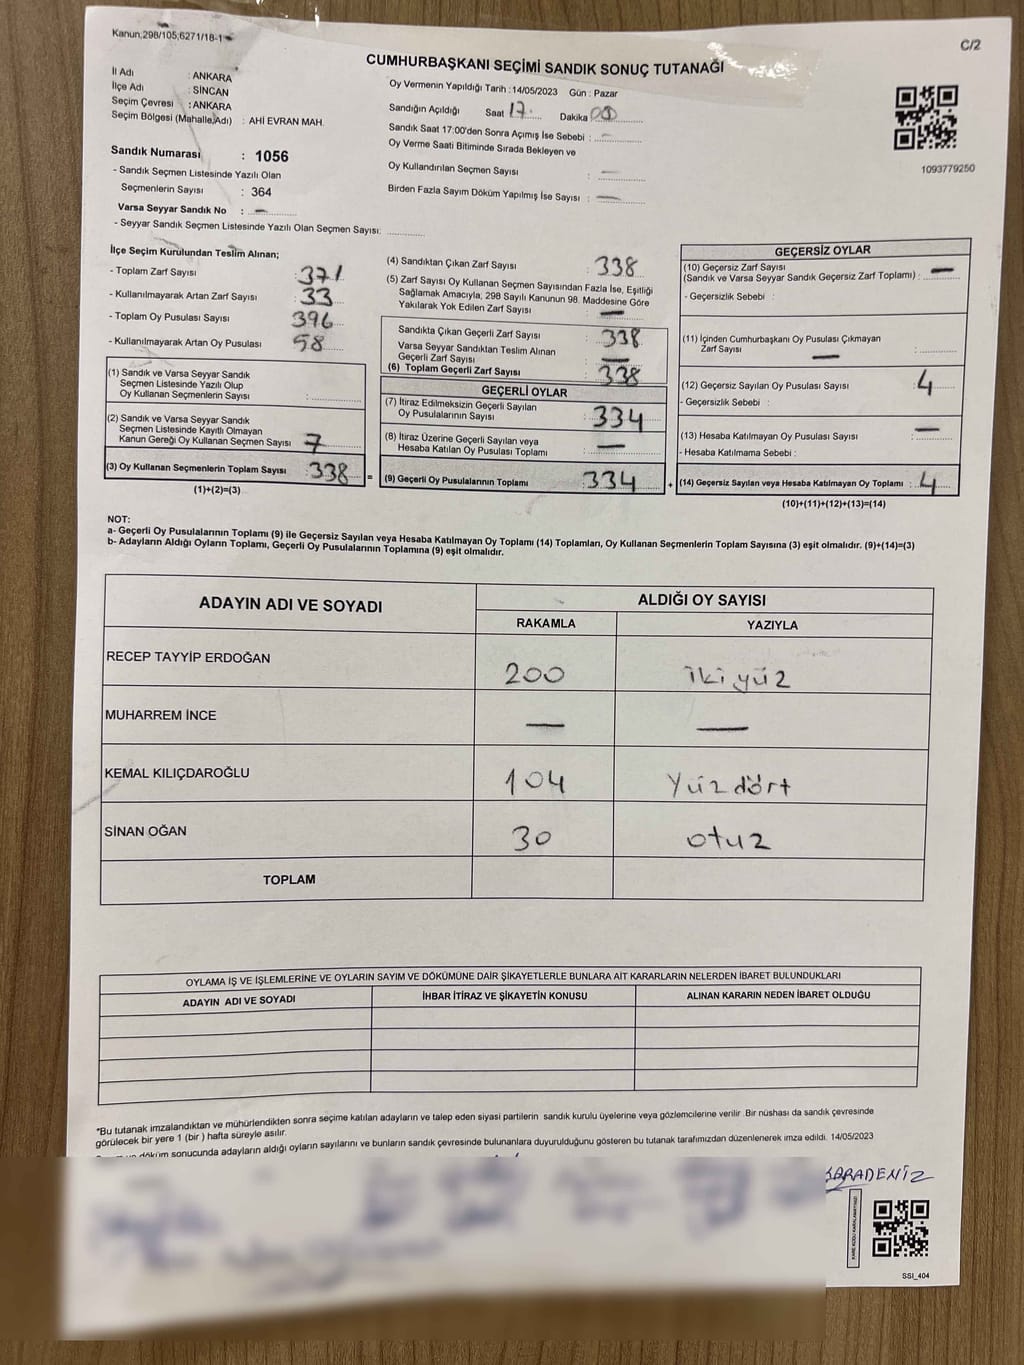 Kanun;298/105;6271/18-1
C/2
CUMHURBAŞKANI SEÇİMİ SANDIK SONUÇ TUTANAĞI
İl Adı : ANKARA
İlçe Adı : SİNCAN
Seçim Çevresi : ANKARA
Seçim Bölgesi (Mahalle,Adı) : AHİ EVRAN MAH.
Sandık Numarası : 1056
- Sandık Seçmen Listesinde Yazılı Olan
Seçmenlerin Sayısı : 364
Varsa Seyyar Sandık No : —
- Seyyar Sandık Seçmen Listesinde Yazılı Olan Seçmen Sayısı:
Oy Vermenin Yapıldığı Tarih :14/05/2023 Gün : Pazar
Sandığın Açıldığı Saat 17 Dakika
Sandık Saat 17:00'den Sonra Açımış İse Sebebi : —
Oy Verme Saati Bitiminde Sırada Bekleyen ve
Oy Kullandırılan Seçmen Sayısı : —
Birden Fazla Sayım Döküm Yapılmış İse Sayısı : —
1093779250
İlçe Seçim Kurulundan Teslim Alınan;
- Toplam Zarf Sayısı : 371
- Kullanılmayarak Artan Zarf Sayısı : 33
- Toplam Oy Pusulası Sayısı : 396
- Kullanılmayarak Artan Oy Pusulası : 58
(1) Sandık ve Varsa Seyyar Sandık
Seçmen Listesinde Yazılı Olup
Oy Kullanan Seçmenlerin Sayısı :
(2) Sandık ve Varsa Seyyar Sandık
Seçmen Listesinde Kayıtlı Olmayan
Kanun Gereği Oy Kullanan Seçmen Sayısı : 7
(3) Oy Kullanan Seçmenlerin Toplam Sayısı : 338 =
(1)+(2)=(3)
(4) Sandıktan Çıkan Zarf Sayısı : 338
(5) Zarf Sayısı Oy Kullanan Seçmen Sayısından Fazla İse, Eşitliği
Sağlamak Amacıyla, 298 Sayılı Kanunun 98. Maddesine Göre
Yakılarak Yok Edilen Zarf Sayısı : —
Sandıkta Çıkan Geçerli Zarf Sayısı : 338
Varsa Seyyar Sandıktan Teslim Alınan
Geçerli Zarf Sayısı : —
(6) Toplam Geçerli Zarf Sayısı : 338
GEÇERLİ OYLAR
(7) İtiraz Edilmeksizin Geçerli Sayılan
Oy Pusulalarının Sayısı : 334
(8) İtiraz Üzerine Geçerli Sayılan veya
Hesaba Katılan Oy Pusulası Toplamı : —
(9) Geçerli Oy Pusulalarının Toplamı : 334 +
GEÇERSİZ OYLAR
(10) Geçersiz Zarf Sayısı
(Sandık ve Varsa Seyyar Sandık Geçersiz Zarf Toplamı) : —
- Geçersizlik Sebebi :
(11) İçinden Cumhurbaşkanı Oy Pusulası Çıkmayan
Zarf Sayısı — :
(12) Geçersiz Sayılan Oy Pusulası Sayısı : 4
- Geçersizlik Sebebi :
(13) Hesaba Katılmayan Oy Pusulası Sayısı : —
- Hesaba Katılmama Sebebi :
(14) Geçersiz Sayılan veya Hesaba Katılmayan Oy Toplamı : 4
(10)+(11)+(12)+(13)=(14)
NOT:
a- Geçerli Oy Pusulalarının Toplamı (9) ile Geçersiz Sayılan veya Hesaba Katılmayan Oy Toplamı (14) Toplamları, Oy Kullanan Seçmenlerin Toplam Sayısına (3) eşit olmalıdır. (9)+(14)=(3)
b- Adayların Aldığı Oyların Toplamı, Geçerli Oy Pusulalarının Toplamına (9) eşit olmalıdır.
ADAYIN ADI VE SOYADI ALDIĞI OY SAYISI
RAKAMLA YAZIYLA
RECEP TAYYİP ERDOĞAN 200 iki yüz
MUHARREM İNCE — —
KEMAL KILIÇDAROĞLU 104 Yüz dört
SİNAN OĞAN 30 otuz
TOPLAM
OYLAMA İŞ VE İŞLEMLERİNE VE OYLARIN SAYIM VE DÖKÜMÜNE DAİR ŞİKAYETLERLE BUNLARA AİT KARARLARIN NELERDEN İBARET BULUNDUKLARI
ADAYIN ADI VE SOYADI İHBAR İTİRAZ VE ŞİKAYETİN KONUSU ALINAN KARARIN NEDEN İBARET OLDUĞU
*Bu tutanak imzalandıktan ve mühürlendikten sonra seçime katılan adayların ve talep eden siyasi partilerin sandık kurulu üyelerine veya gözlemcilerine verilir .Bir nüshası da sandık çevresinde
görülecek bir yere 1 (bir ) hafta süreyle asılır.
döküm sonucunda adayların aldığı oyların sayılarını ve bunların sandık çevresinde bulunanlara duyurulduğunu gösteren bu tutanak tarafımızdan düzenlenerek imza edildi. 14/05/2023
KARADENİZ
SSI_404